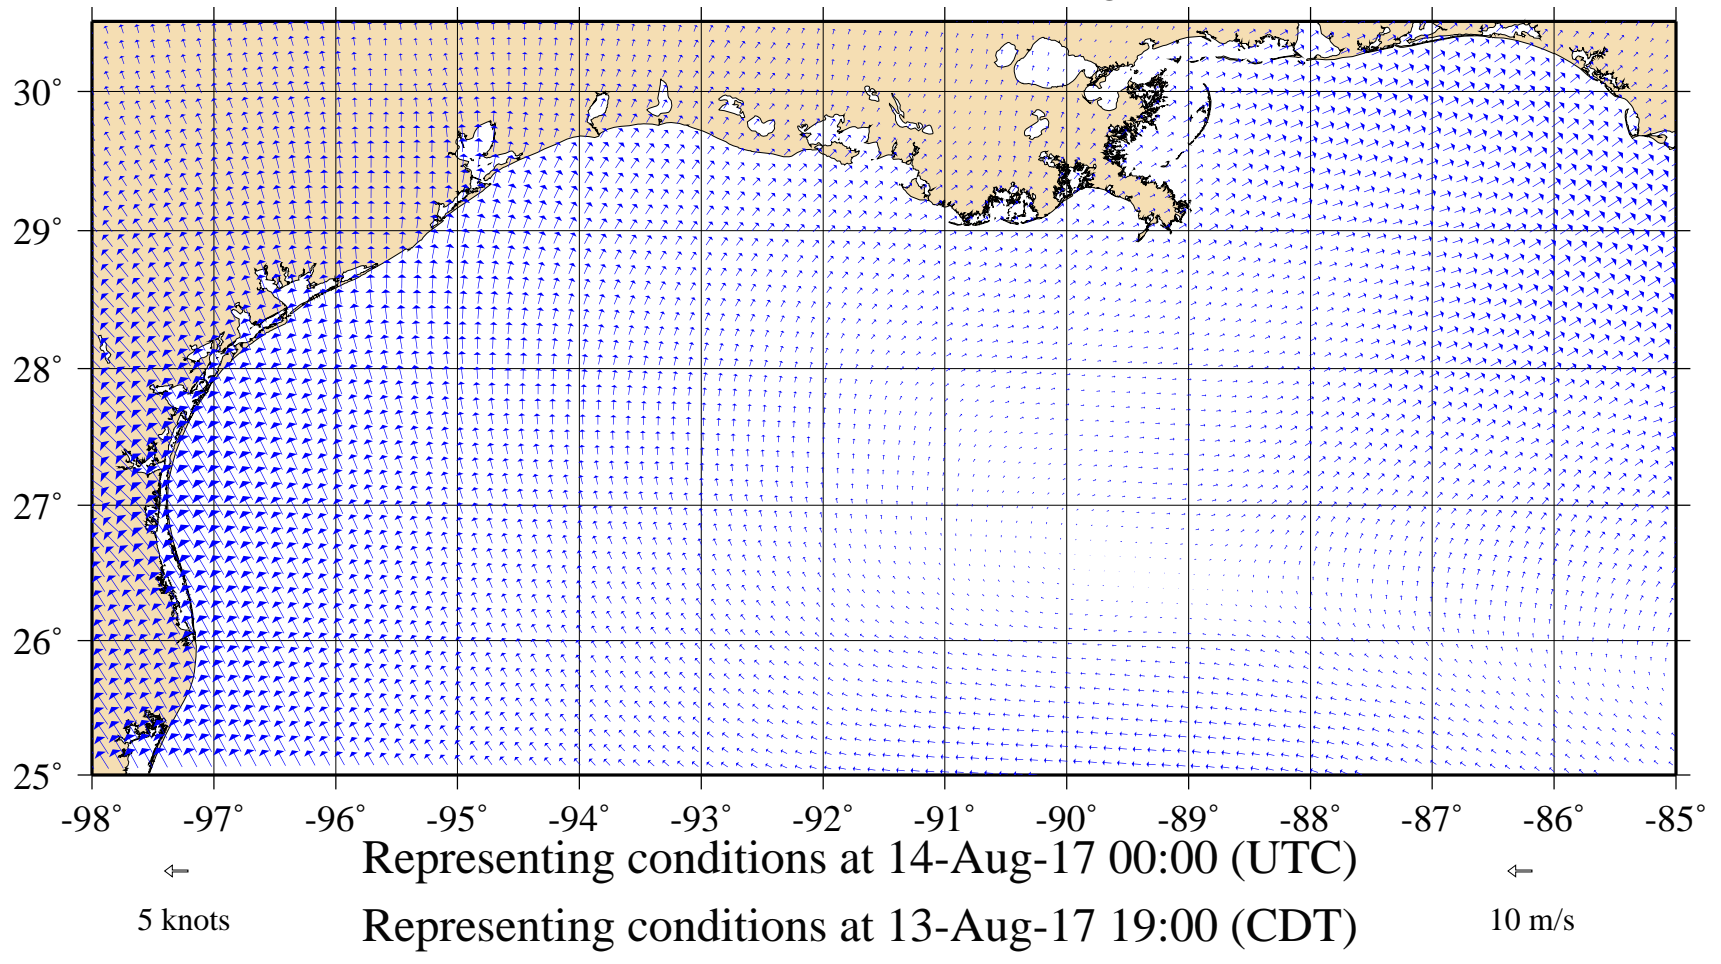 30°
29°
28°
27°
26°
25°
-98° -97° -96° -95° -94° -93° -92° -91° -90° -89° -88° -87° -86° -85°
Representing conditions at 14-Aug-17 00:00 (UTC)
5 knots
Representing conditions at 13-Aug-17 19:00 (CDT)
10 m/s